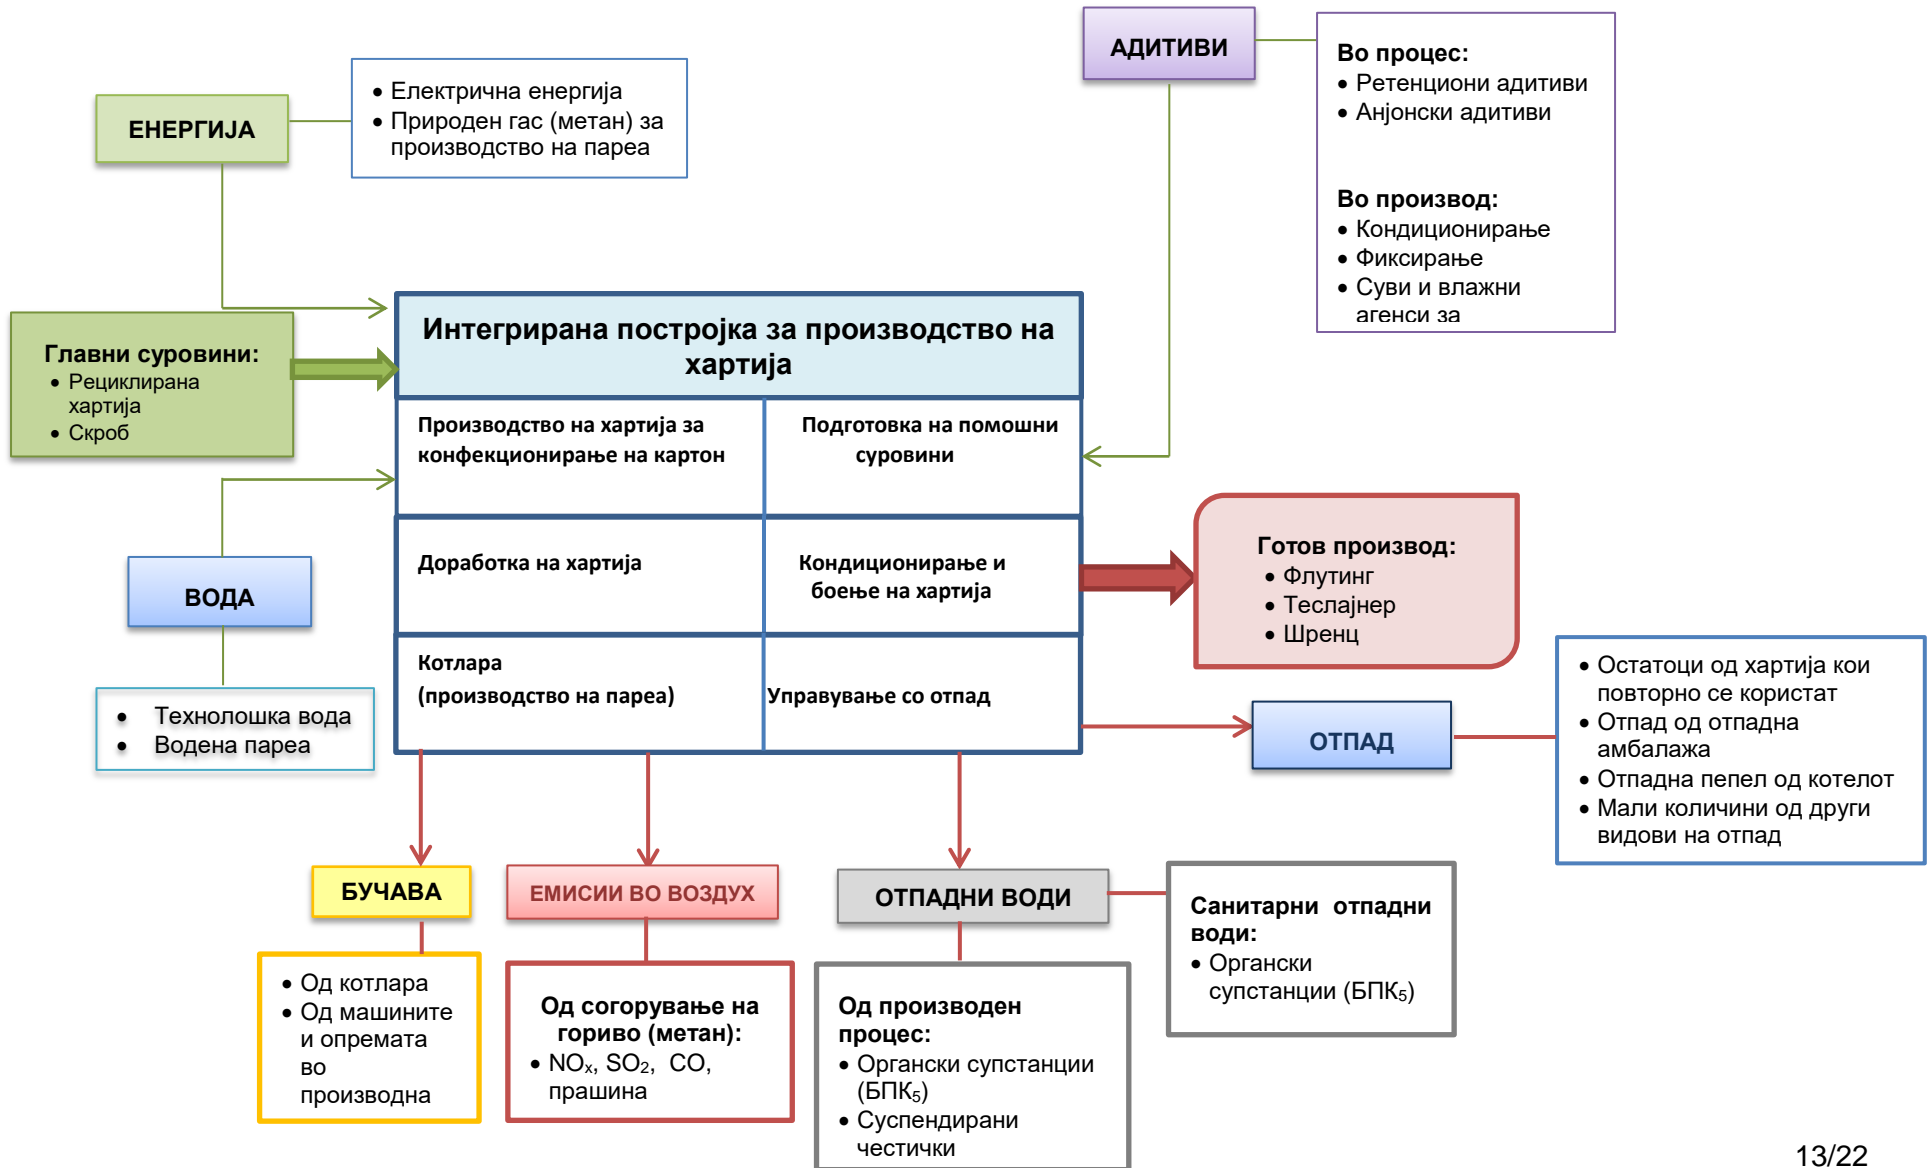 АДИТИВИ
Во процес:
• Ретенциони адитиви
• Анјонски адитиви
Во производ:
• Кондиционирање
• Фиксирање
• Суви и влажни
агенси за
ЕНЕРГИЈА
• Електрична енергија
• Природен гас (метан) за
производство на пареа
Главни суровини:
• Рециклирана
хартија
• Скроб
Интегрирана постројка за производство на
хартија
Производство на хартија за
конфекционирање на картон
Подготовка на помошни
суровини
Доработка на хартија
Кондиционирање и
боење на хартија
Котлара
(производство на пареа)
Управување со отпад
ВОДА
• Технолошка вода
• Водена пареа
Готов производ:
• Флутинг
• Теслајнер
• Шренц
ОТПАД
• Остатоци од хартија кои
повторно се користат
• Отпад од отпадна
амбалажа
• Отпадна пепел од котелот
• Мали количини од други
видови на отпад
БУЧАВА
• Од котлара
• Од машините
и опремата
во
производна
ЕМИСИИ ВО ВОЗДУХ
Од согорување на
гориво (метан):
• NOₓ, SO₂, CO,
прашина
ОТПАДНИ ВОДИ
Од производен
процес:
• Органски супстанции
(БПК₅)
• Суспендирани
честички
Санитарни отпадни
води:
• Органски
супстанции (БПК₅)
13/22